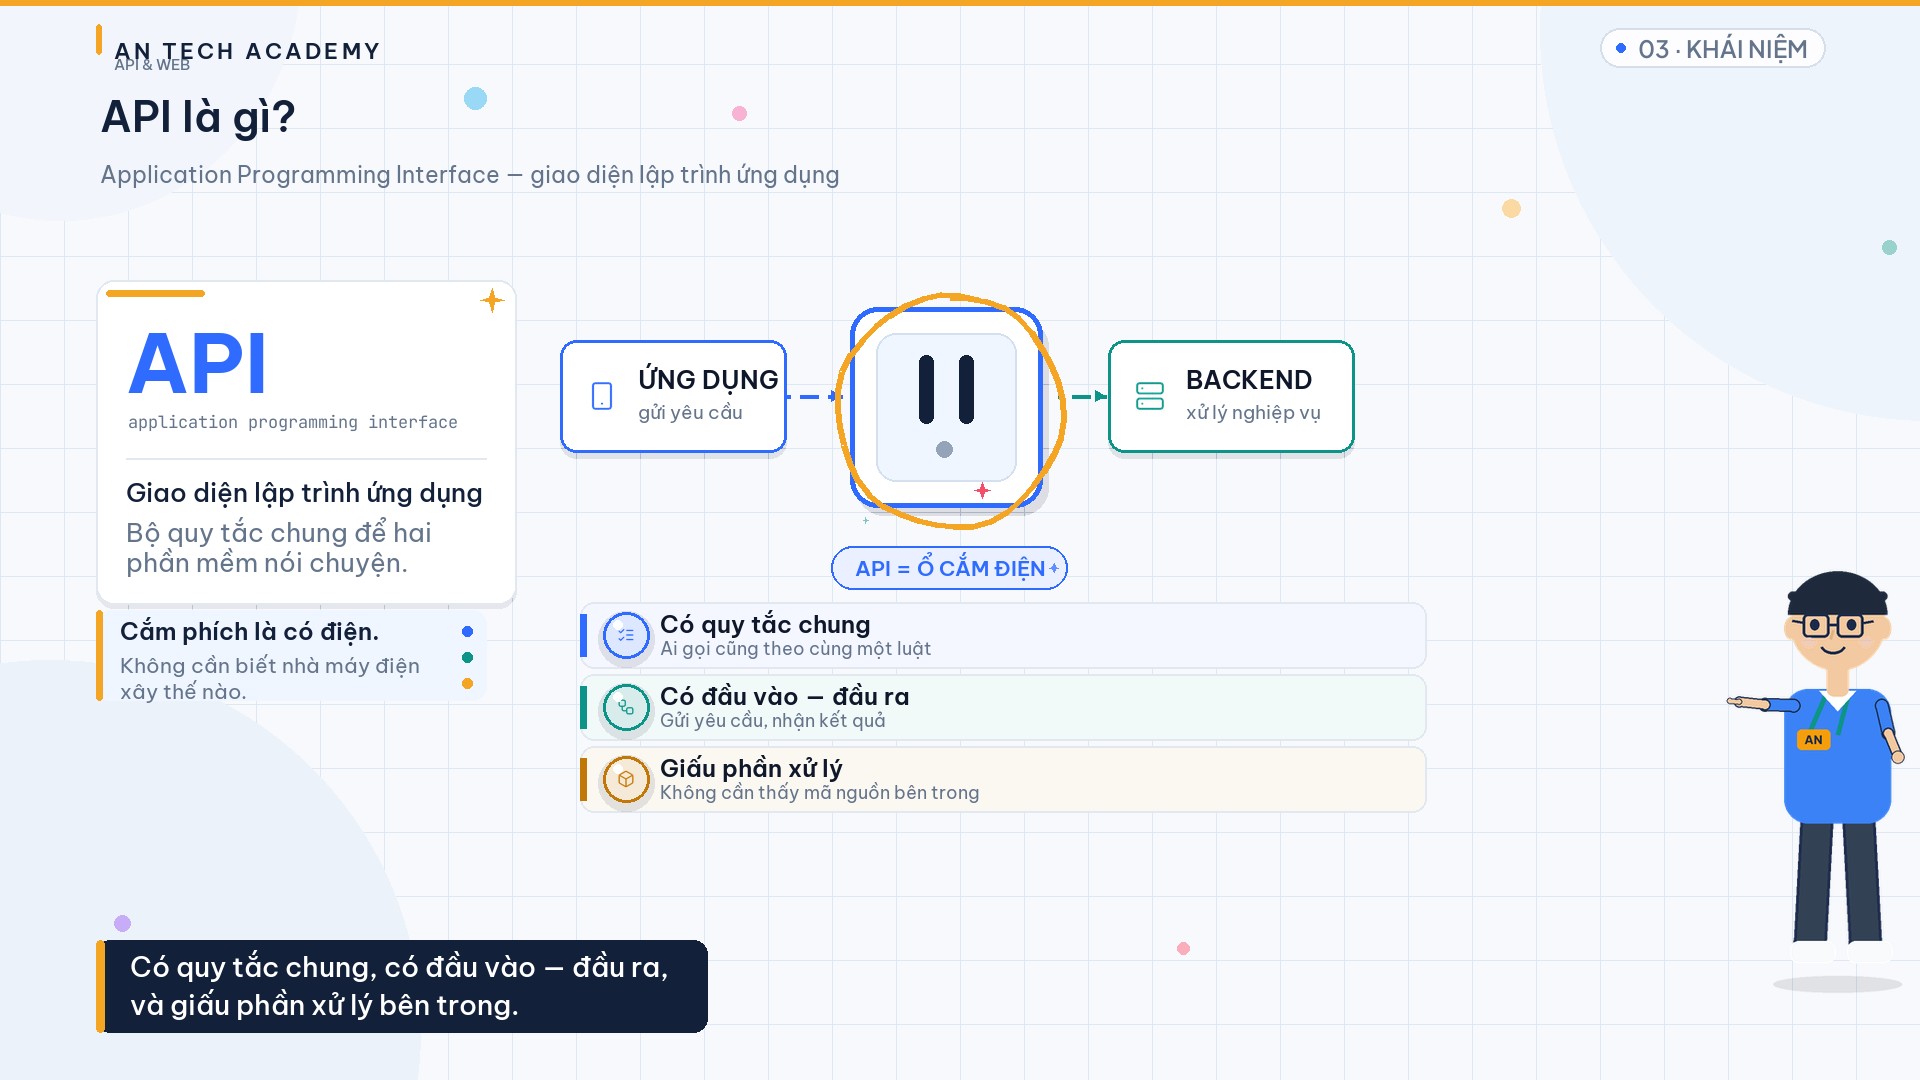 AN TECH ACADEMY
API & WEB
03 · KHÁI NIỆM
API là gì?
Application Programming Interface — giao diện lập trình ứng dụng
API
application programming interface
Giao diện lập trình ứng dụng
Bộ quy tắc chung để hai
phần mềm nói chuyện.
Cắm phích là có điện.
Không cần biết nhà máy điện
xây thế nào.
ỨNG DỤNG
gửi yêu cầu
BACKEND
xử lý nghiệp vụ
API = Ổ CẮM ĐIỆN
Có quy tắc chung
Ai gọi cũng theo cùng một luật
Có đầu vào — đầu ra
Gửi yêu cầu, nhận kết quả
Giấu phần xử lý
Không cần thấy mã nguồn bên trong
AN
Có quy tắc chung, có đầu vào — đầu ra,
và giấu phần xử lý bên trong.